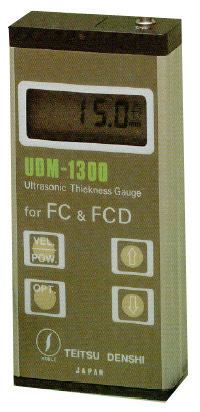 15.0
UDM-1300
Ultrasonic Thickness Gauge
for FC & FCD
VEL.
POW.
OPT.
TEITSU DENSHI
JAPAN